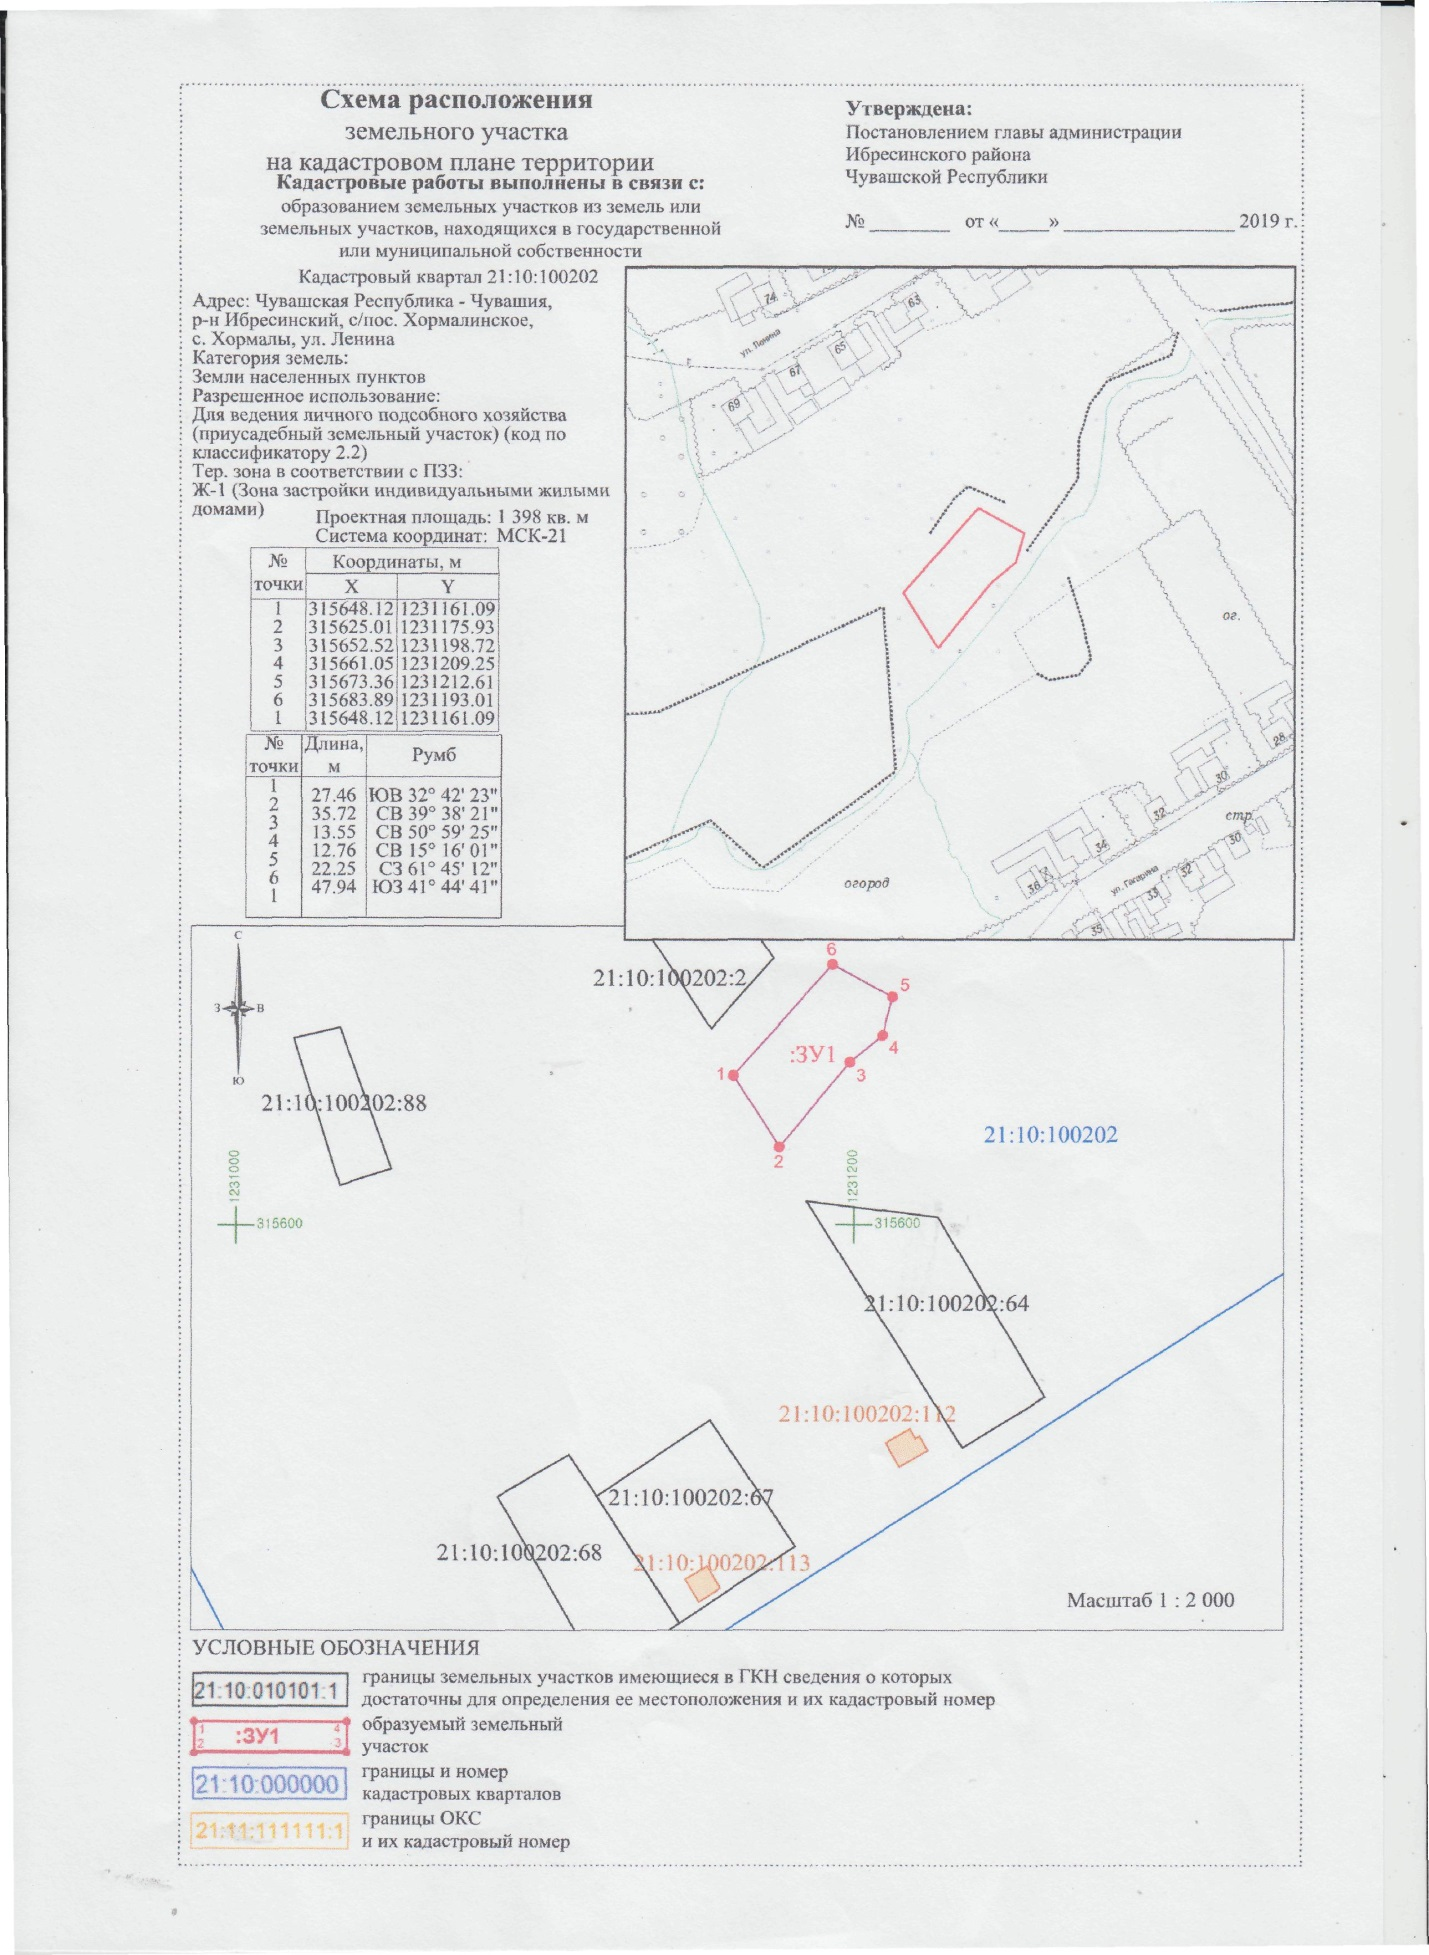 Схема расположения
земельного участка
на кадастровом плане территории
Кадастровые работы выполнены в связи с:
образованием земельных участков из земель или
земельных участков, находящихся в государственной
или муниципальной собственности
Кадастровый квартал 21:10:100202
Утверждена:
Постановлением главы администрации
Ибресинского района
Чувашской Республики
№ ________ от «_____» _________________ 2019 г.
Адрес: Чувашская Республика - Чувашия,
р-н Ибресинский, с/пос. Хормалинское,
с. Хормалы, ул. Ленина
Категория земель:
Земли населенных пунктов
Разрешенное использование:
Для ведения личного подсобного хозяйства
(приусадебный земельный участок) (код по
классификатору 2.2)
Тер. зона в соответствии с ПЗЗ:
Ж-1 (Зона застройки индивидуальными жилыми
домами)
Проектная площадь: 1 398 кв. м
Система координат: МСК-21
№ точки Координаты, м
X Y
1 315648.12 1231161.09
2 315625.01 1231175.93
3 315652.52 1231198.72
4 315661.05 1231209.25
5 315673.36 1231212.61
6 315683.89 1231193.01
1 315648.12 1231161.09
№ точки Длина, м Румб
1
2
3
4
5
6
1
27.46 ЮВ 32° 42' 23"
35.72 СВ 39° 38' 21"
13.55 СВ 50° 59' 25"
12.76 СВ 15° 16' 01"
22.25 СЗ 61° 45' 12"
47.94 ЮЗ 41° 44' 41"
74
63
ул. Ленина
65
67
69
ог.
28
30
стр.
32
30
34
32
36
ул. Гагарина
33
35
огород
С
З
В
Ю
21:10:100202:2
6
5
4
:ЗУ1
3
1
2
21:10:100202:88
21:10:100202
1231000
315600
1231200
315600
21:10:100202:64
21:10:100202:112
21:10:100202:67
21:10:100202:68
21:10:100202:113
Масштаб 1 : 2 000
УСЛОВНЫЕ ОБОЗНАЧЕНИЯ
21:10:010101:1
границы земельных участков имеющиеся в ГКН сведения о которых
достаточны для определения ее местоположения и их кадастровый номер
1 4
:ЗУ1
2 3
образуемый земельный
участок
21:10:000000
границы и номер
кадастровых кварталов
21:11:111111:1
границы ОКС
и их кадастровый номер